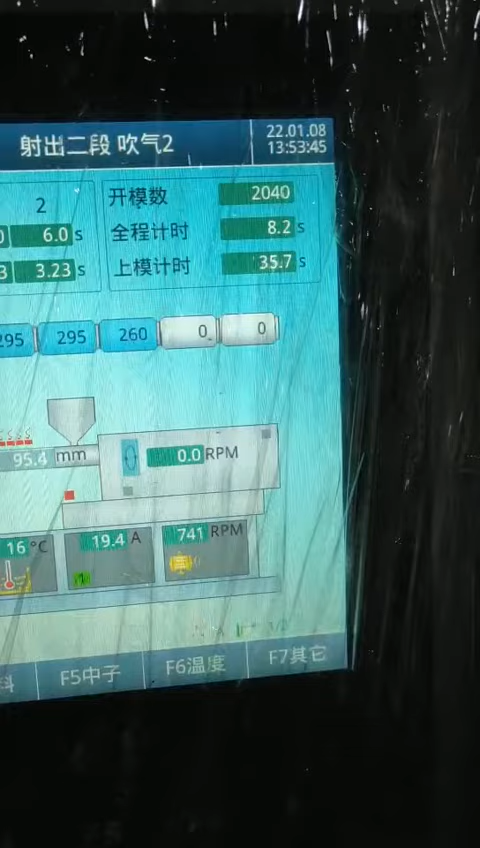 射出二段 吹气2
22.01.08
13:53:45
2
开模数 2040
6.0 s 全程计时 8.2 s
3 3.23 s 上模计时 35.7 s
295 295 260 0 0
95.4 mm 0.0 RPM
16 °C 19.4 A 741 RPM
料 F5中子 F6温度 F7其它